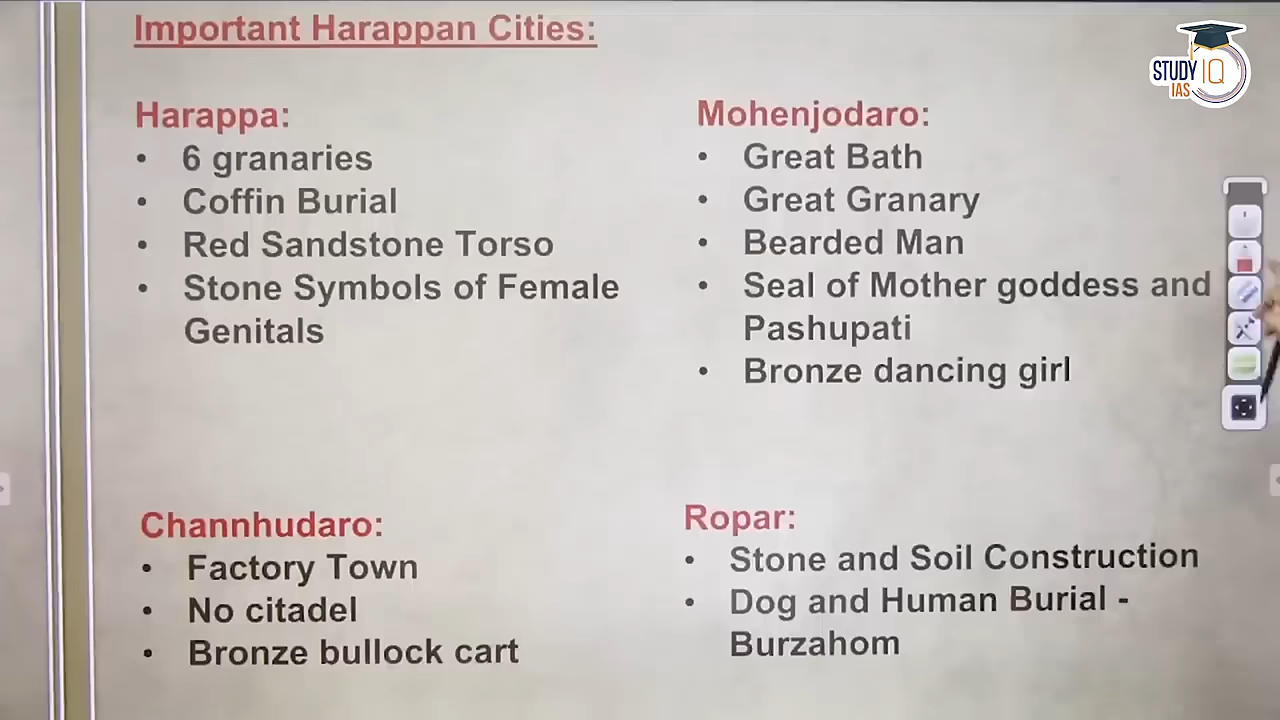 Important Harappan Cities:
STUDY IQ
IAS
Harappa:
• 6 granaries
• Coffin Burial
• Red Sandstone Torso
• Stone Symbols of Female
Genitals
Mohenjodaro:
• Great Bath
• Great Granary
• Bearded Man
• Seal of Mother goddess and
Pashupati
• Bronze dancing girl
Channhudaro:
• Factory Town
• No citadel
• Bronze bullock cart
Ropar:
• Stone and Soil Construction
• Dog and Human Burial -
Burzahom